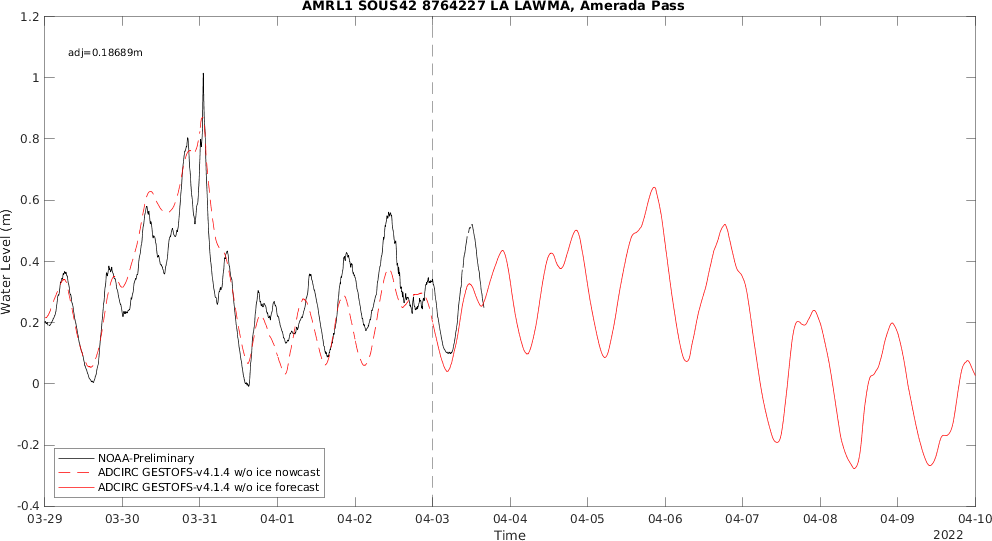 AMRL1 SOUS42 8764227 LA LAWMA, Amerada Pass
adj=0.18689m
1.2
1
0.8
0.6
0.4
0.2
0
-0.2
-0.4
Water Level (m)
NOAA-Preliminary
ADCIRC GESTOFS-v4.1.4 w/o ice nowcast
ADCIRC GESTOFS-v4.1.4 w/o ice forecast
03-29 03-30 03-31 04-01 04-02 04-03 04-04 04-05 04-06 04-07 04-08 04-09 04-10
Time
2022